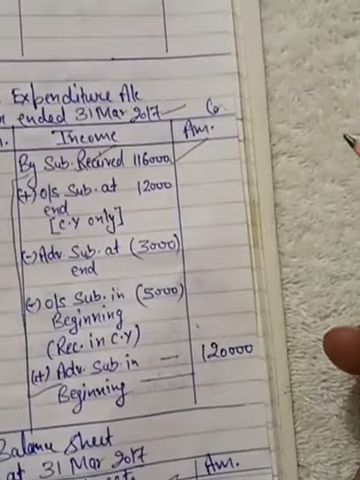 Expenditure A/c
ended 31 Mar 2017 Cr.
Income Am.
By Sub. Received 116000
(+) O/s Sub. at 12000
end
[C.Y only]
(-) Adv. Sub. at (3000)
end
(-) O/s Sub. in (5000)
Beginning
(Rec. in C.Y)
(+) Adv. Sub. in — 120000
Beginning
Balance Sheet
at 31 Mar 2017
Am.